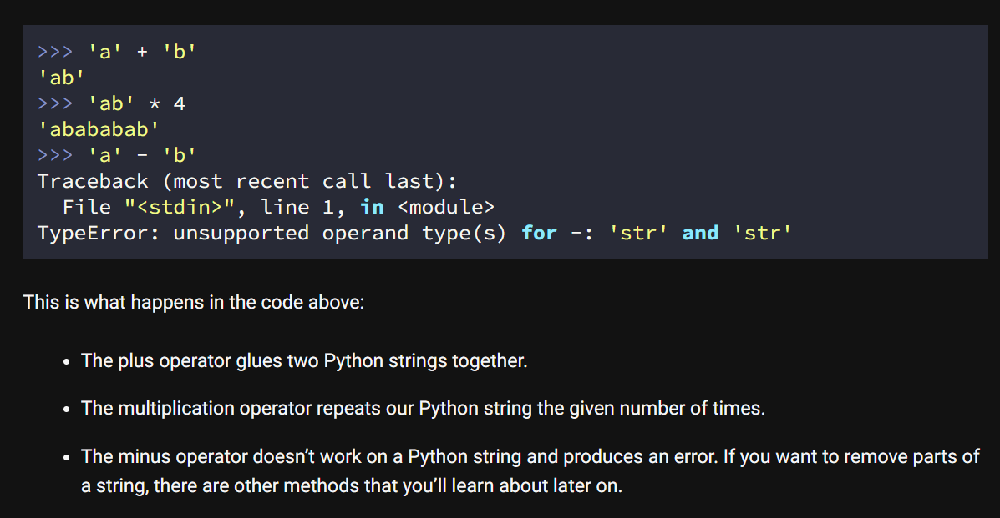 >>> 'a' + 'b'
'ab'
>>> 'ab' * 4
'abababab'
>>> 'a' - 'b'
Traceback (most recent call last):
  File "<stdin>", line 1, in <module>
TypeError: unsupported operand type(s) for -: 'str' and 'str'
This is what happens in the code above:
• The plus operator glues two Python strings together.
• The multiplication operator repeats our Python string the given number of times.
• The minus operator doesn’t work on a Python string and produces an error. If you want to remove parts of
a string, there are other methods that you’ll learn about later on.